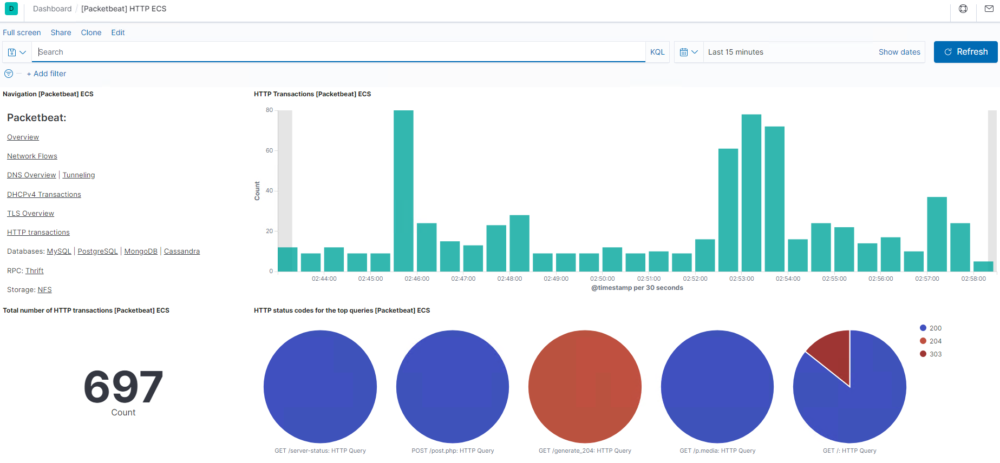 D Dashboard / [Packetbeat] HTTP ECS
Full screen Share Clone Edit
Search KQL Last 15 minutes Show dates Refresh
+ Add filter
Navigation [Packetbeat] ECS
Packetbeat:
Overview
Network Flows
DNS Overview | Tunneling
DHCPv4 Transactions
TLS Overview
HTTP transactions
Databases: MySQL | PostgreSQL | MongoDB | Cassandra
RPC: Thrift
Storage: NFS
HTTP Transactions [Packetbeat] ECS
80
60
40
20
0
Count
02:44:00 02:45:00 02:46:00 02:47:00 02:48:00 02:49:00 02:50:00 02:51:00 02:52:00 02:53:00 02:54:00 02:55:00 02:56:00 02:57:00 02:58:00
@timestamp per 30 seconds
Total number of HTTP transactions [Packetbeat] ECS
697
Count
HTTP status codes for the top queries [Packetbeat] ECS
200
204
303
GET /server-status: HTTP Query POST /post.php: HTTP Query GET /generate_204: HTTP Query GET /p.media: HTTP Query GET /: HTTP Query